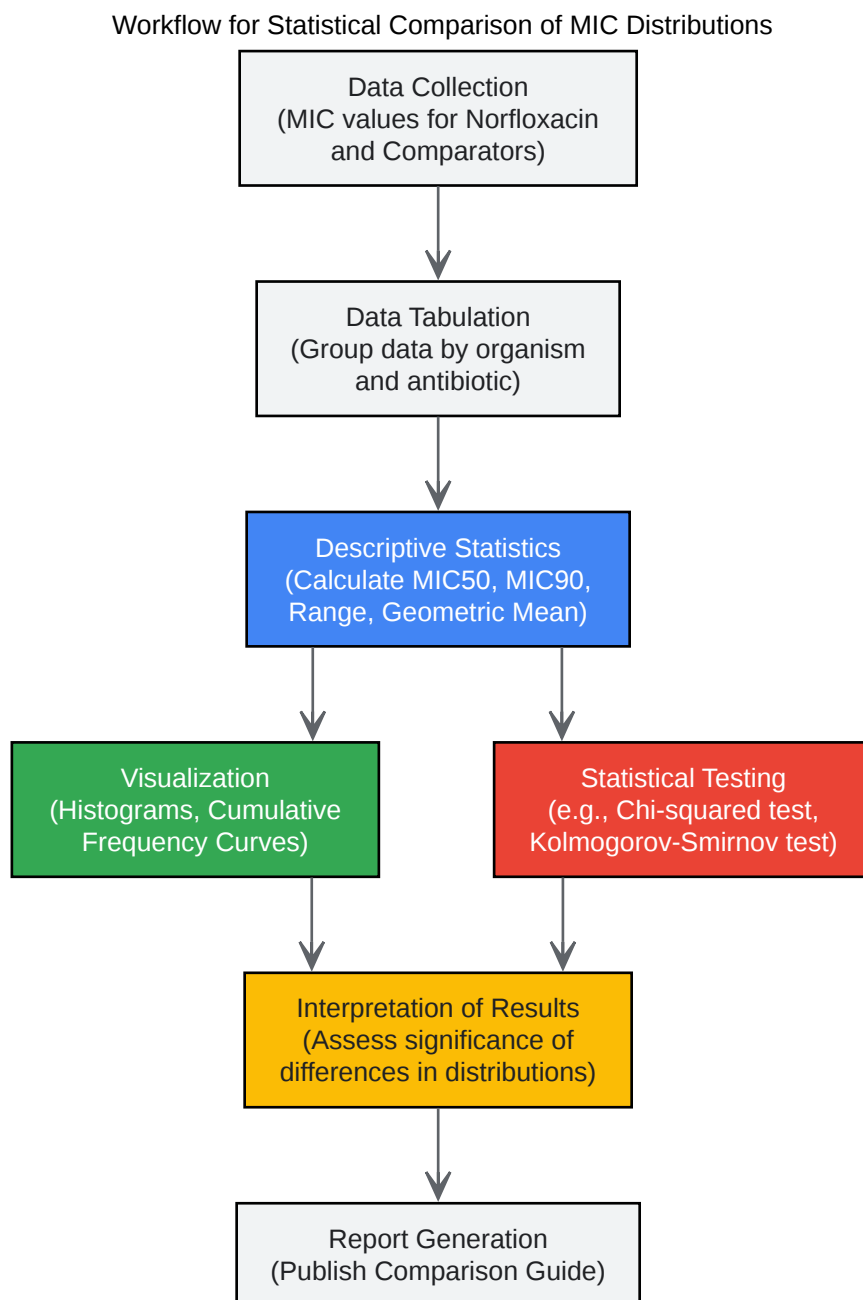 Workflow for Statistical Comparison of MIC Distributions
Data Collection
(MIC values for Norfloxacin
and Comparators)
Data Tabulation
(Group data by organism
and antibiotic)
Descriptive Statistics
(Calculate MIC50, MIC90,
Range, Geometric Mean)
Visualization
(Histograms, Cumulative
Frequency Curves)
Statistical Testing
(e.g., Chi-squared test,
Kolmogorov-Smirnov test)
Interpretation of Results
(Assess significance of
differences in distributions)
Report Generation
(Publish Comparison Guide)